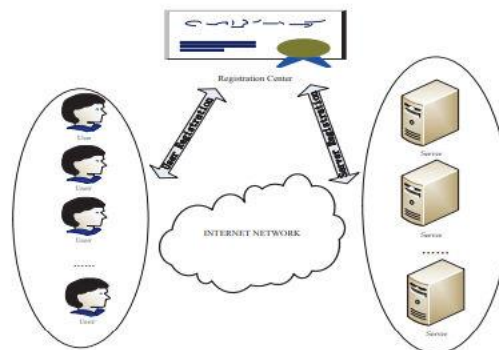 Registration Center
User Registration
Server Registration
User
User
User
......
User
INTERNET NETWORK
Server
Server
......
Server